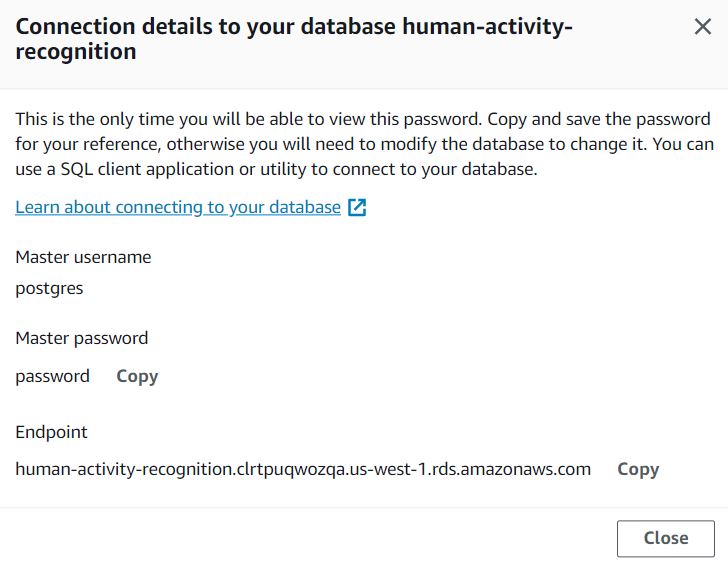 Connection details to your database human-activity-
recognition
This is the only time you will be able to view this password. Copy and save the password
for your reference, otherwise you will need to modify the database to change it. You can
use a SQL client application or utility to connect to your database.
Learn about connecting to your database
Master username
postgres
Master password
password Copy
Endpoint
human-activity-recognition.clrtpuqwozqa.us-west-1.rds.amazonaws.com Copy
Close